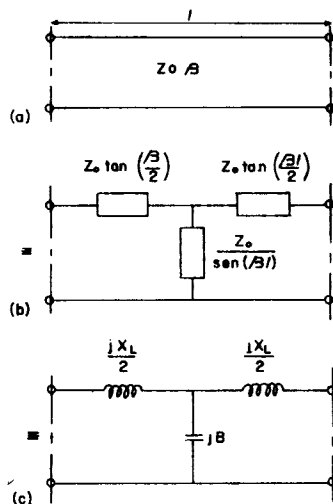 l
Zo β
(a)
Zo tan (β/2) Zo tan (βl/2)
Zo
sen(βl)
≡
(b)
jXL
2
jXL
2
≡
jB
(c)